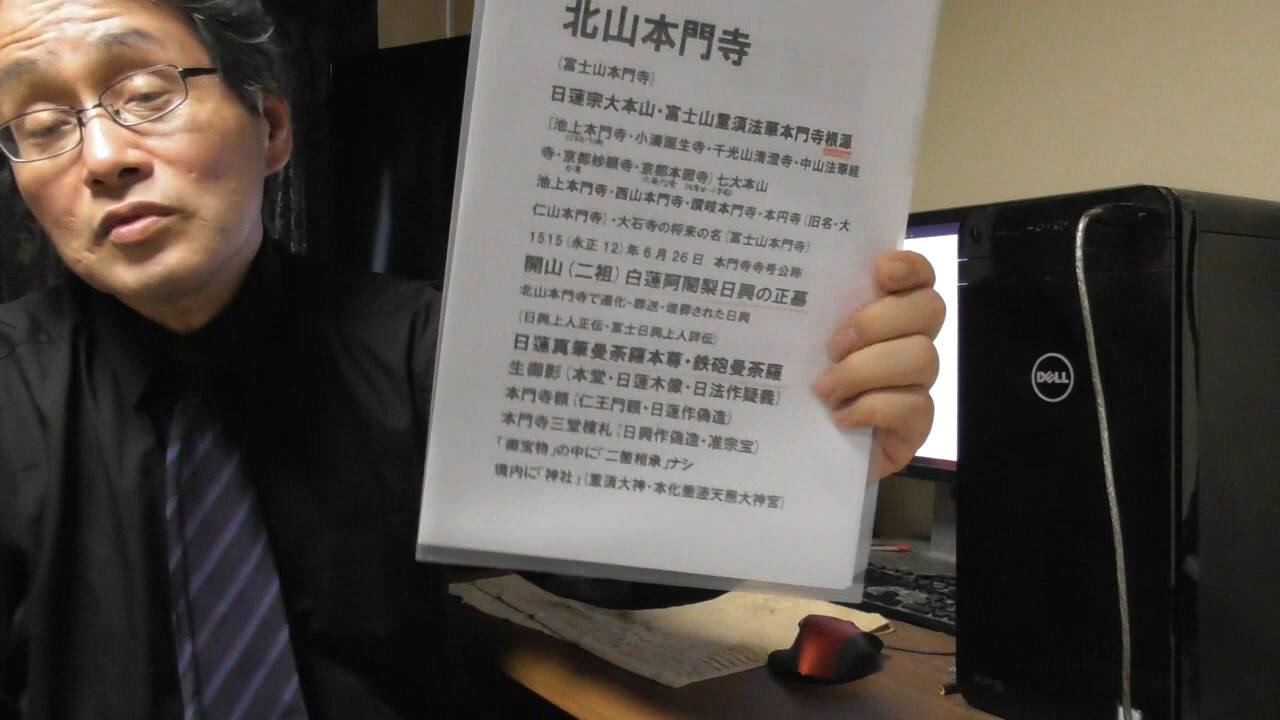 北山本門寺
(富士山本門寺)
日蓮宗大本山・富士山重須法華本門寺根源
(池上本門寺・小湊誕生寺・千光山清澄寺・中山法華経
寺・京都妙顕寺・京都本圀寺)七大本山
池上本門寺・西山本門寺・讃岐本門寺・本円寺(旧名・大
仁山本門寺)・大石寺の将来の名(富士山本門寺)
1515(永正12)年6月26日 本門寺寺号公称
開山(二祖)白蓮阿闍梨日興の正墓
北山本門寺で遷化・葬送・埋葬された日興
(日興上人正伝・富士日興上人詳伝)
日蓮真筆曼荼羅本尊・鉄砲曼荼羅
生御影(本堂・日蓮木像・日法作疑義)
本門寺額(仁王門額・日蓮作偽造)
本門寺三堂棟札(日興作偽造・准宗宝)
「御宝物」の中に「二箇相承」ナシ
境内に「神社」(重須大神・本化垂迹天照大神宮)
DELL
XPS